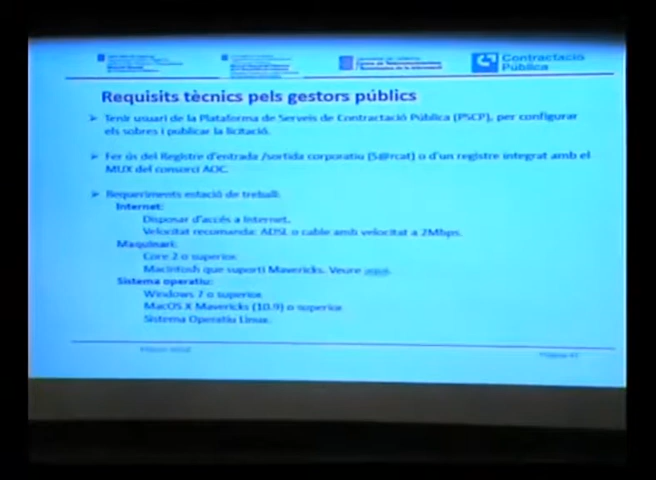 Contractació
Pública
Requisits tècnics pels gestors públics
➢ Tenir usuari de la Plataforma de Serveis de Contractació Pública (PSCP), per configurar
els sobres i publicar la licitació.
➢ Fer ús del Registre d'entrada /sortida corporatiu (S@rcat) o d'un registre integrat amb el
MUX del consorci AOC.
➢ Requeriments estació de treball:
Internet:
Disposar d'accés a Internet.
Velocitat recomanda: ADSL o cable amb velocitat a 2Mbps.
Maquinari:
Core 2 o superior.
Macintosh que suporti Mavericks. Veure aquí.
Sistema operatiu:
Windows 7 o superior.
MacOS X Mavericks (10.9) o superior
Sistema Operatiu Linux.